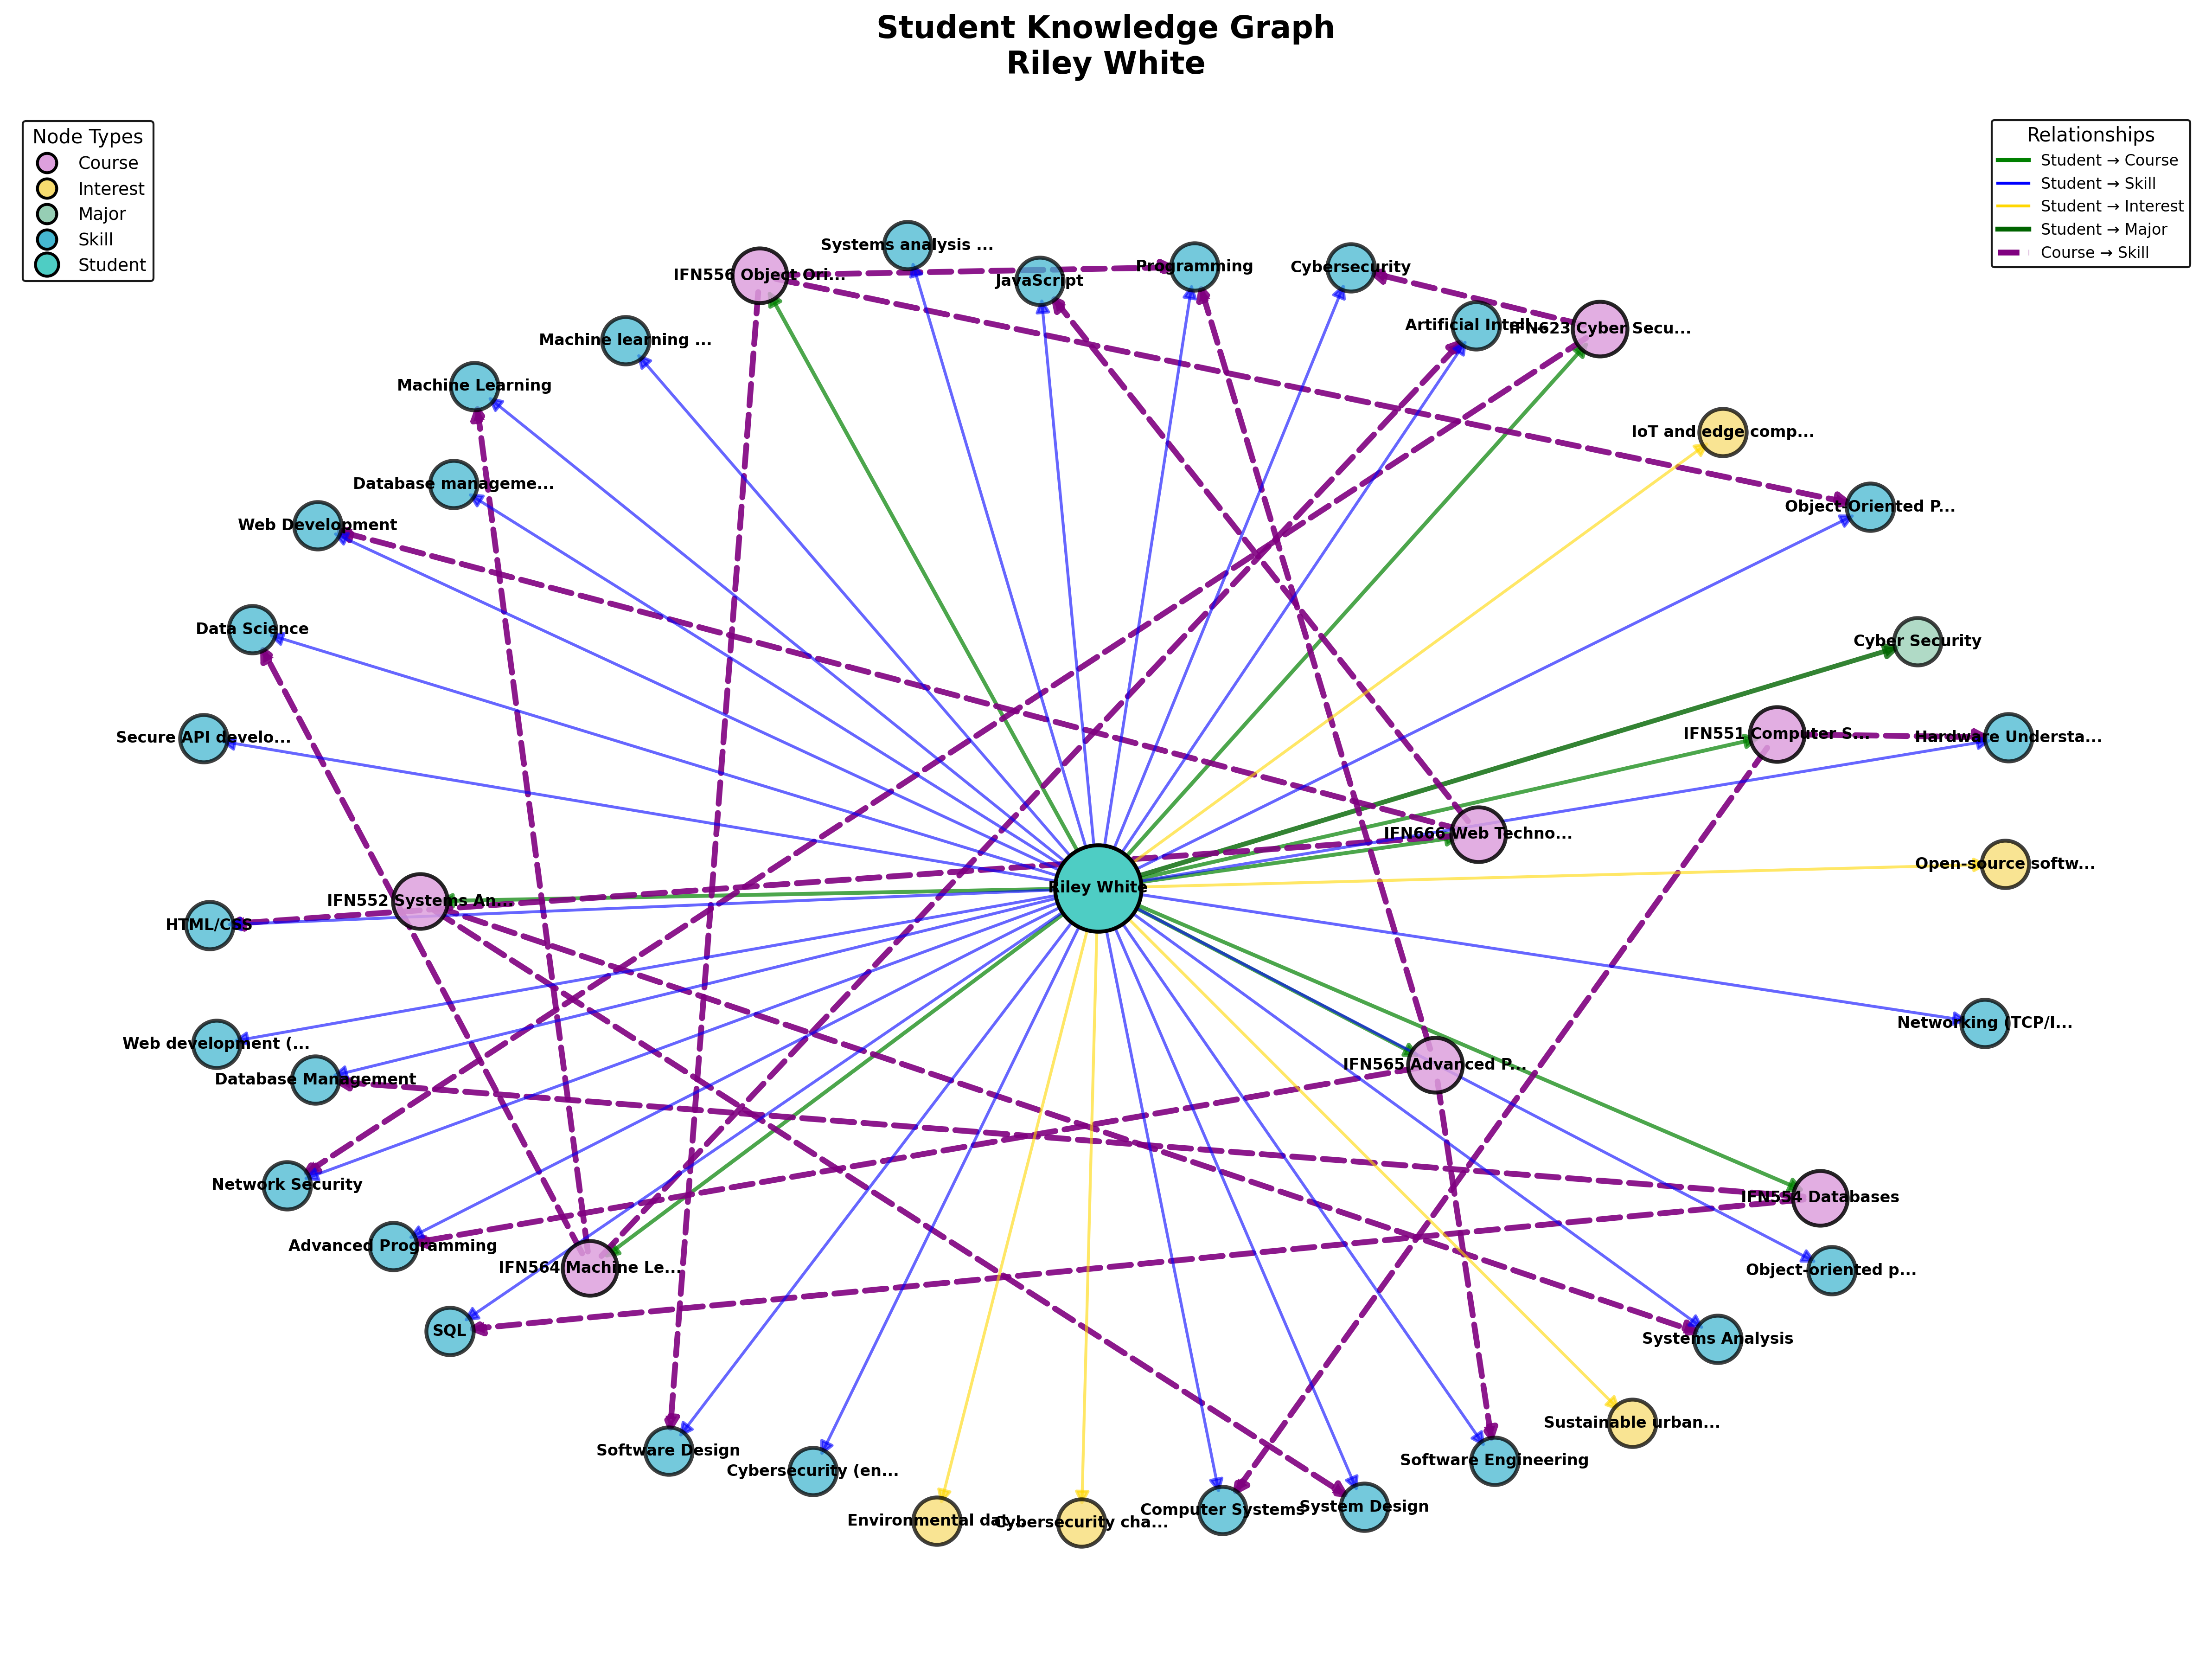 Student Knowledge Graph
Riley White
Node Types
Course
Interest
Major
Skill
Student
Relationships
Student → Course
Student → Skill
Student → Interest
Student → Major
Course → Skill
Systems analysis ...
IFN556 Object Ori...
JavaScript
Programming
Cybersecurity
Artificial Intell...
IFN623 Cyber Secu...
Machine learning ...
Machine Learning
IoT and edge comp...
Database manageme...
Object-Oriented P...
Web Development
Data Science
Cyber Security
Secure API develo...
IFN551 Computer S...
Hardware Understa...
IFN666 Web Techno...
Open-source softw...
Riley White
IFN552 Systems An...
HTML/CSS
Networking (TCP/I...
Web development (...
IFN565 Advanced P...
Database Management
Network Security
IFN554 Databases
Advanced Programming
IFN564 Machine Le...
Object-oriented p...
SQL
Systems Analysis
Sustainable urban...
Software Design
Software Engineering
Cybersecurity (en...
Environmental dat...
Cybersecurity cha...
Computer Systems
System Design